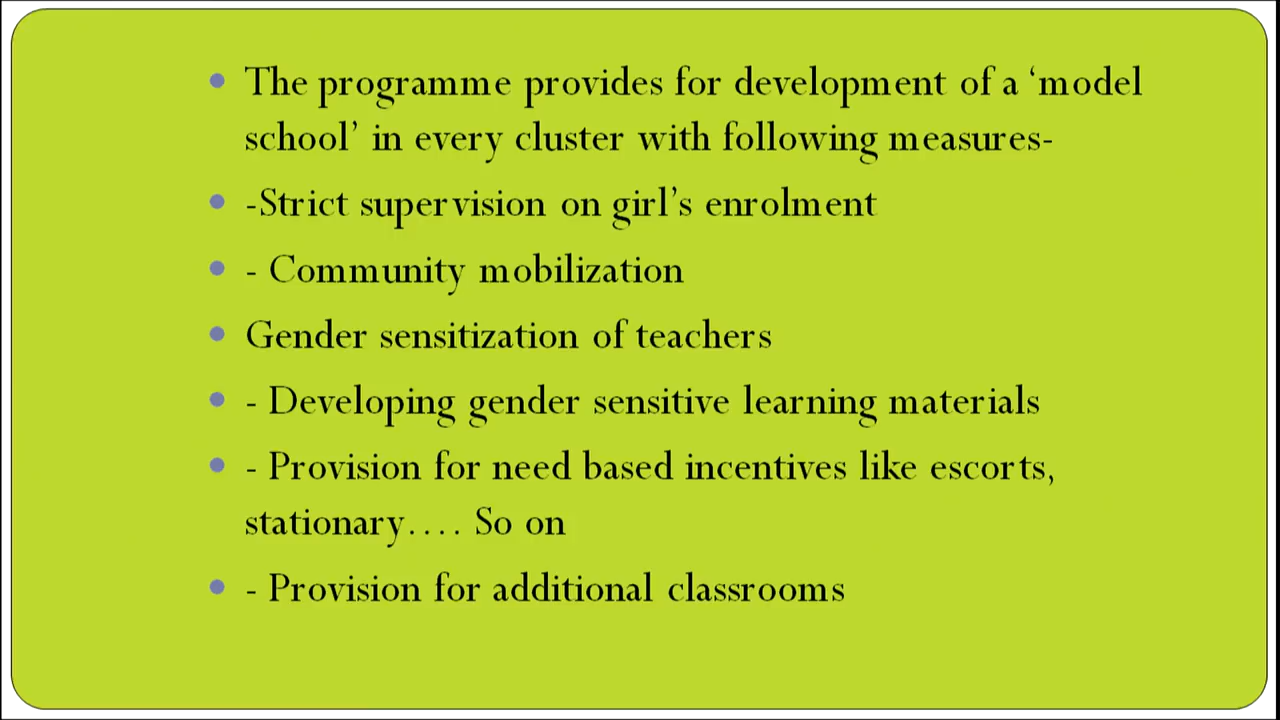 • The programme provides for development of a ‘model
school’ in every cluster with following measures-
• -Strict supervision on girl’s enrolment
• - Community mobilization
• Gender sensitization of teachers
• - Developing gender sensitive learning materials
• - Provision for need based incentives like escorts,
stationary…. So on
• - Provision for additional classrooms